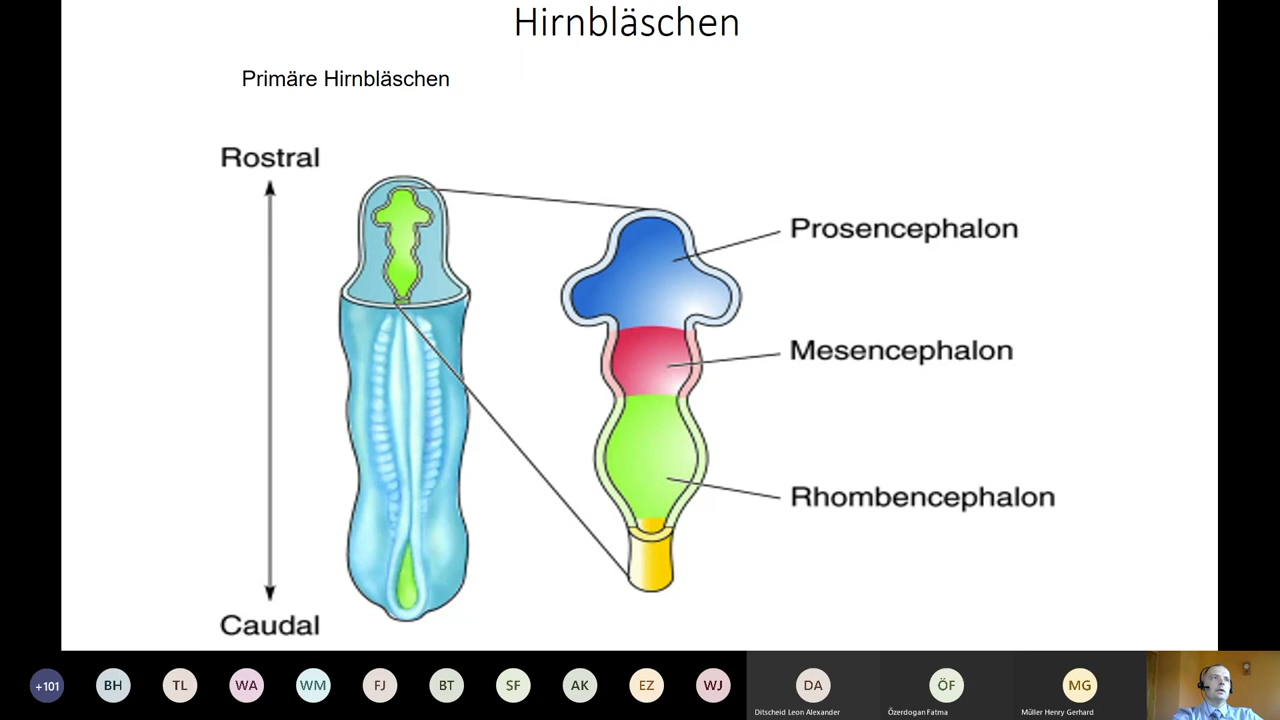 Hirnbläschen
Primäre Hirnbläschen
Rostral
Prosencephalon
Mesencephalon
Rhombencephalon
Caudal
+101 BH TL WA WM FJ BT SF AK EZ WJ DA ÖF MG
Ditscheid Leon Alexander Özerdogan Fatma Müller Henry Gerhard